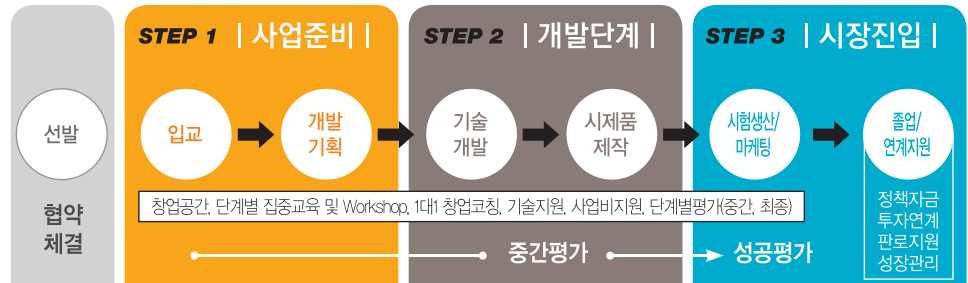 STEP 1 | 사업준비 |
STEP 2 | 개발단계 |
STEP 3 | 시장진입 |
선발
입교
개발
기획
기술
개발
시제품
제작
시험생산/
마케팅
졸업/
연계지원
협약
체결
창업공간, 단계별 집중교육 및 Workshop, 1대1 창업코칭, 기술지원, 사업비지원, 단계별평가(중간, 최종)
정책자금
투자연계
판로지원
성장관리
중간평가
성공평가